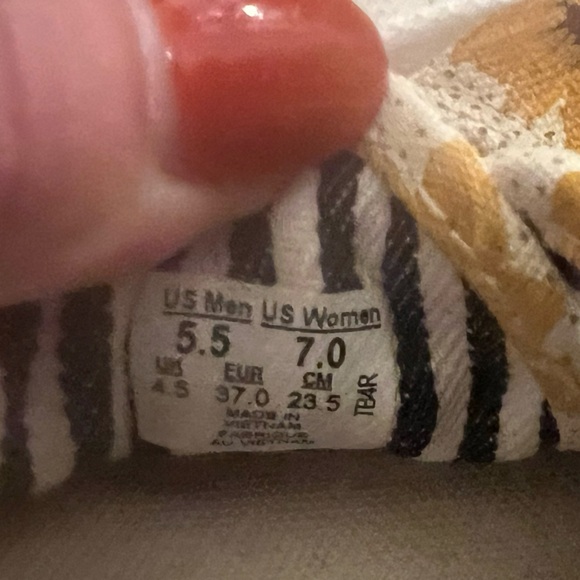 US Men US Women
5.5 7.0
UK EUR CM
4.5 37.0 23.5
TB4R
MADE IN
VIETNAM
FABRIQUE
AU VIETNAM